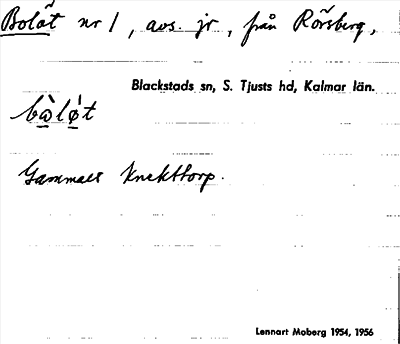 Bolåt nr 1, avs. jr, från Rörsberg,
Blackstads sn, S. Tjusts hd, Kalmar län.
bὼlø̀t
Gammalt knekttorp.
Lennart Moberg 1954, 1956